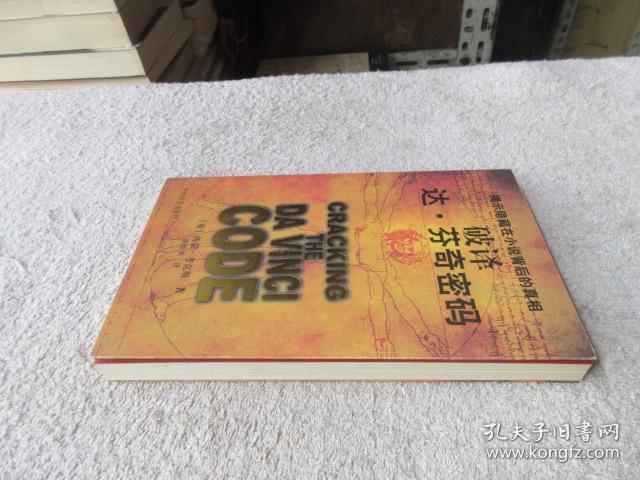 揭示隐藏在小说背后的真相
破译
达·芬奇密码
CRACKING
THE
DA VINCI
CODE
孔夫子旧书网
www.kongfz.com